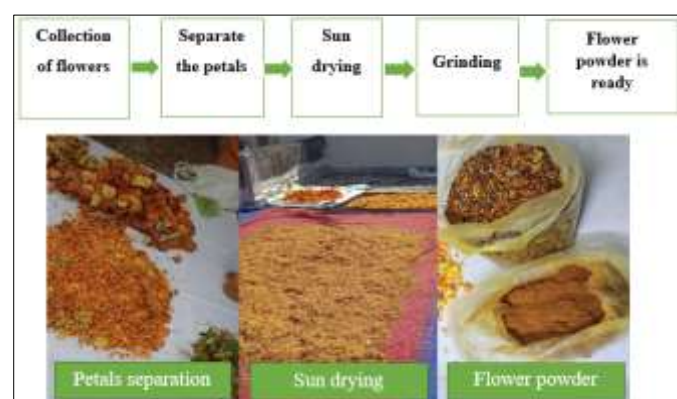 Collection
of flowers
Separate
the petals
Sun
drying
Grinding
Flower
powder is
ready
Petals separation
Sun drying
Flower powder